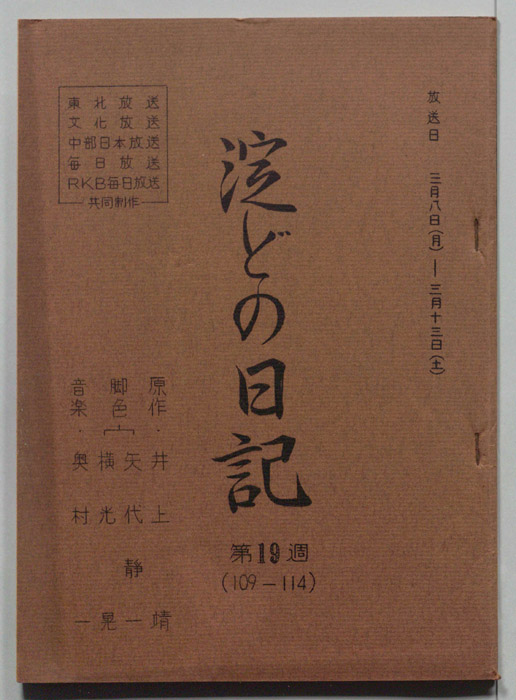 放送日　三月八日(月)ー三月十三日(土)
淀どの日記
第19週
(109－114)
東北放送
文化放送
中部日本放送
毎日放送
RKB毎日放送
共同制作
原作・井上靖
脚色 矢代静一
横光晃
音楽・奥村一